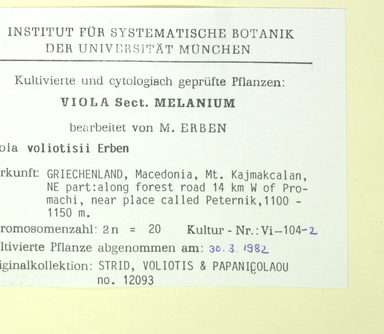 INSTITUT FÜR SYSTEMATISCHE BOTANIK
DER UNIVERSITÄT MÜNCHEN
Kultivierte und cytologisch geprüfte Pflanzen:
VIOLA Sect. MELANIUM
bearbeitet von M. ERBEN
ola voliotisii Erben
rkunft: GRIECHENLAND, Macedonia, Mt. Kajmakcalan,
NE part:along forest road 14 km W of Pro-
machi, near place called Peternik,1100 -
1150 m.
romosomenzahl: 2n = 20 Kultur - Nr.: Vi-104-2
ltivierte Pflanze abgenommen am: 30.3.1982
iginalkollektion: STRID, VOLIOTIS & PAPANICOLAOU
no. 12093